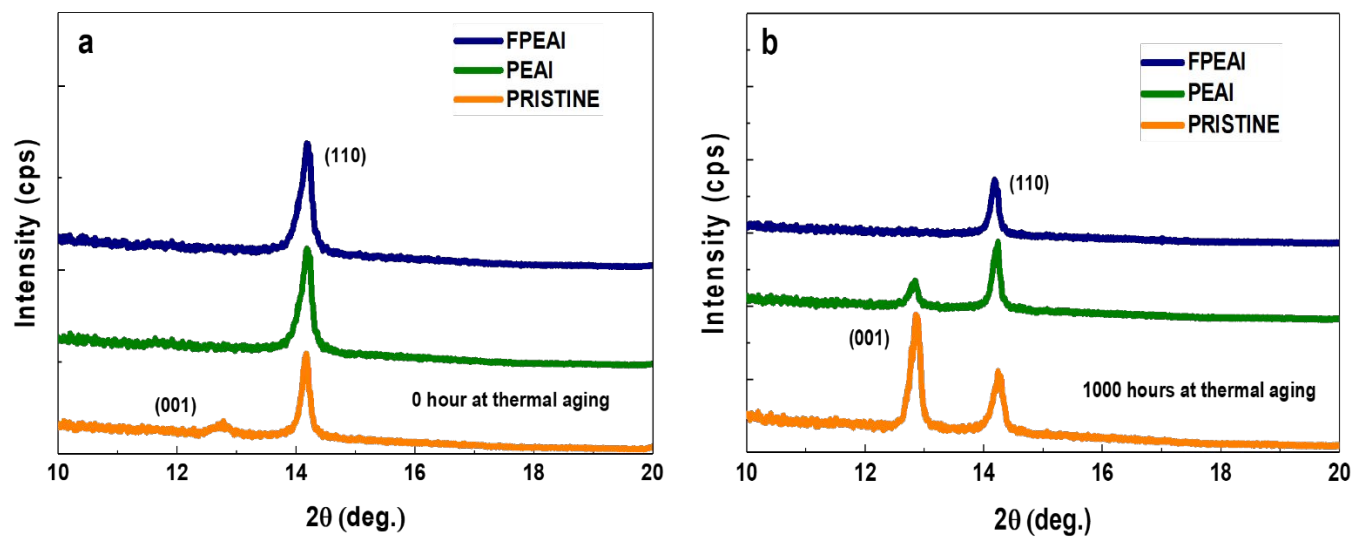 a
FPEAI
PEAI
PRISTINE
(110)
(001)
0 hour at thermal aging
Intensity (cps)
10 12 14 16 18 20
2θ (deg.)
b
FPEAI
PEAI
PRISTINE
(110)
(001)
1000 hours at thermal aging
Intensity (cps)
10 12 14 16 18 20
2θ (deg.)